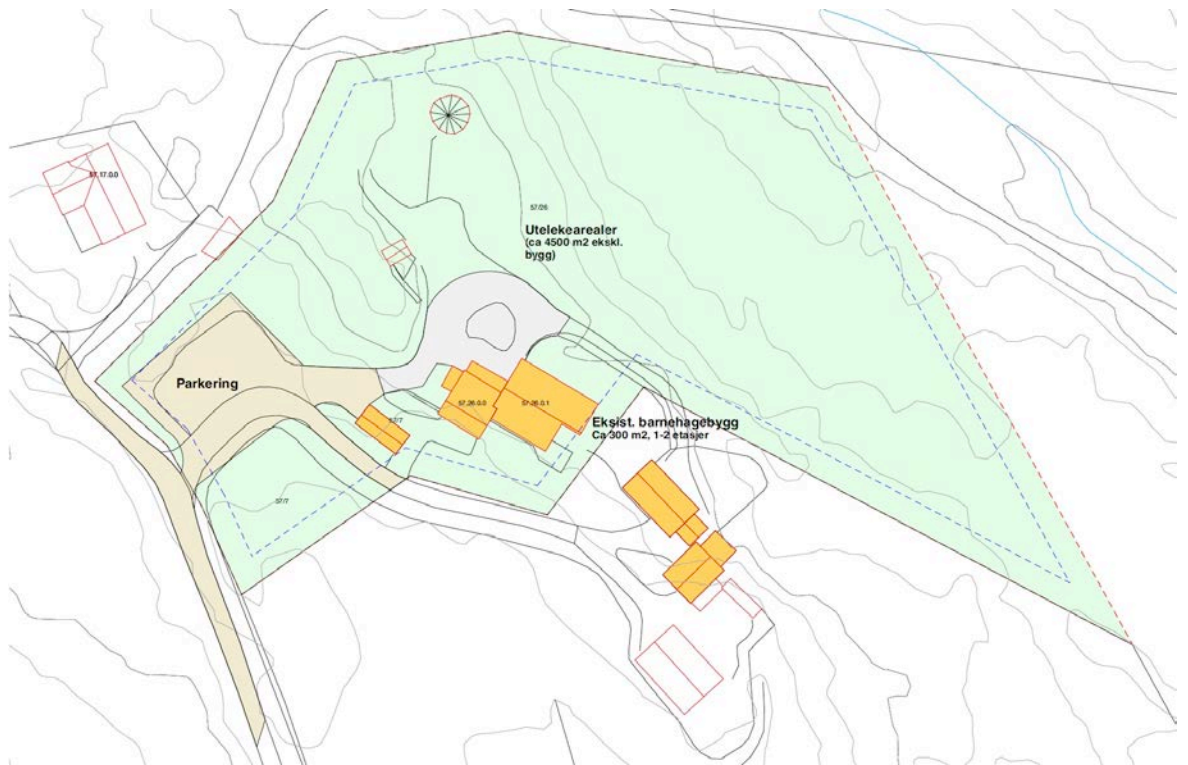 57.17.0.0
57/26
Utelekearealer
(ca 4500 m2 ekskl.
bygg)
Parkering
57.26.0.0
57.26.0.1
57/7
Eksist. barnehagebygg
Ca 300 m2, 1-2 etasjer
57/7